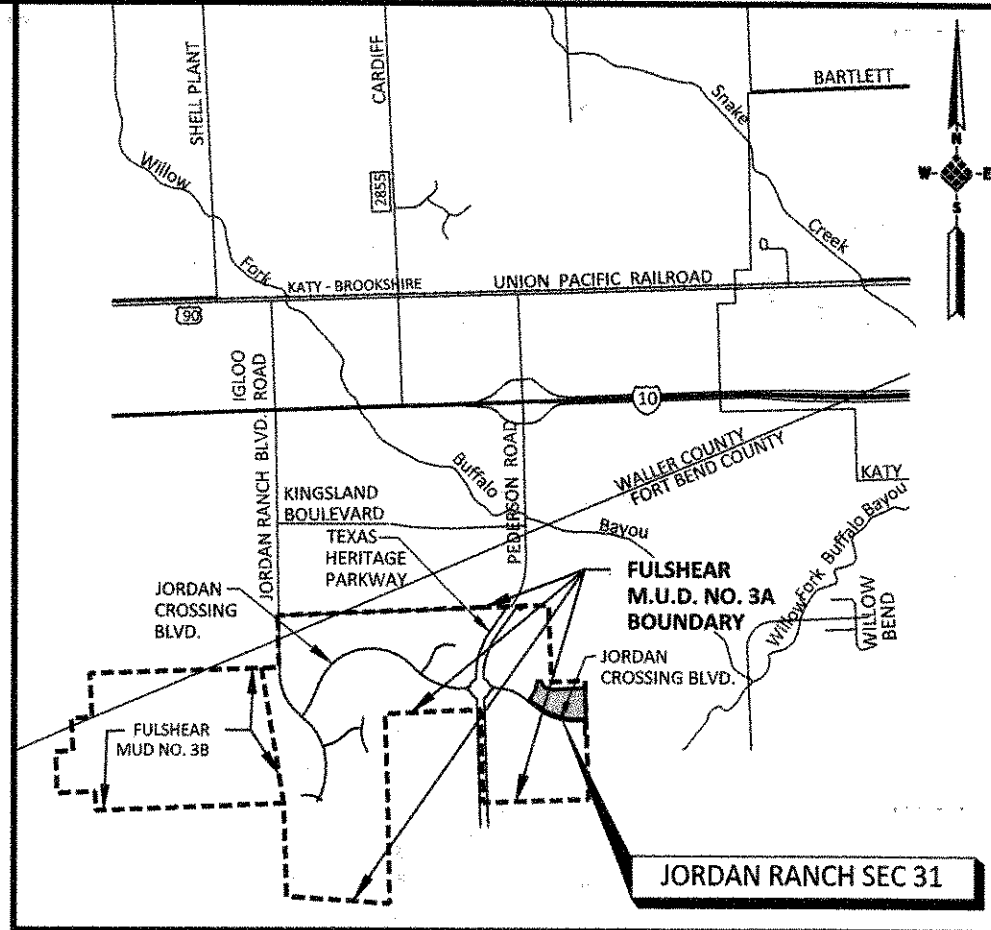 SHELL PLANT
CARDIFF
BARTLETT
Snake
Creek
N
W
E
S
Willow
Fork
2855
KATY - BROOKSHIRE
UNION PACIFIC RAILROAD
90
IGLOO
ROAD
JORDAN RANCH BLVD.
10
PEDERSON ROAD
Buffalo
Bayou
WALLER COUNTY
FORT BEND COUNTY
KATY
KINGSLAND
BOULEVARD
TEXAS
HERITAGE
PARKWAY
Willow Fork Buffalo Bayou
WILLOW
BEND
JORDAN
CROSSING
BLVD.
FULSHEAR
M.U.D. NO. 3A
BOUNDARY
JORDAN
CROSSING BLVD.
FULSHEAR
MUD NO. 3B
JORDAN RANCH SEC 31